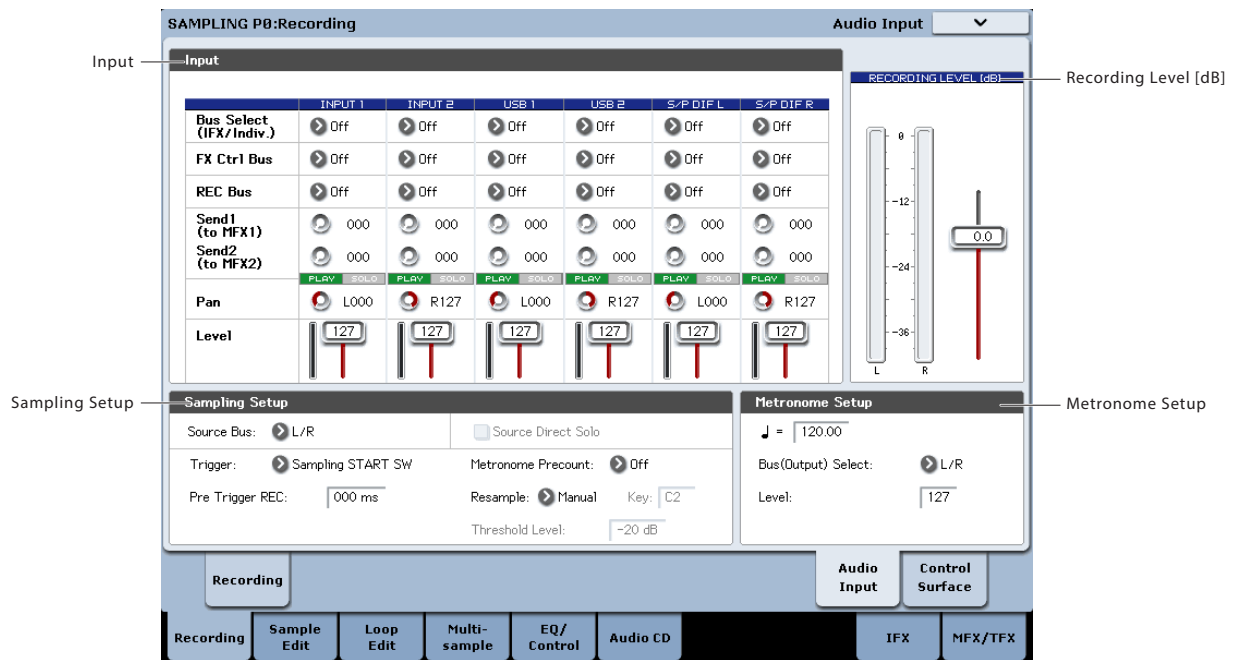 SAMPLING P0:Recording
Audio Input
Input
Input
RECORDING LEVEL [dB]
Recording Level [dB]
INPUT 1 INPUT 2 USB 1 USB 2 S/P DIF L S/P DIF R
Bus Select
(IFX/Indiv.)
Off Off Off Off Off Off
FX Ctrl Bus Off Off Off Off Off Off
REC Bus Off Off Off Off Off Off
Send1
(to MFX1)
000 000 000 000 000 000
Send2
(to MFX2)
000 000 000 000 000 000
PLAY SOLO PLAY SOLO PLAY SOLO PLAY SOLO PLAY SOLO PLAY SOLO
Pan L000 R127 L000 R127 L000 R127
Level 127 127 127 127 127 127
0
-12
-24
-36
L R
0.0
Sampling Setup
Sampling Setup
Source Bus: L/R Source Direct Solo
Trigger: Sampling START SW Metronome Precount: Off
Pre Trigger REC: 000 ms Resample: Manual Key: C2
Threshold Level: -20 dB
Metronome Setup
Metronome Setup
♩ = 120.00
Bus(Output) Select: L/R
Level: 127
Recording
Audio
Input
Control
Surface
Recording
Sample
Edit
Loop
Edit
Multi-
sample
EQ/
Control
Audio CD
IFX
MFX/TFX